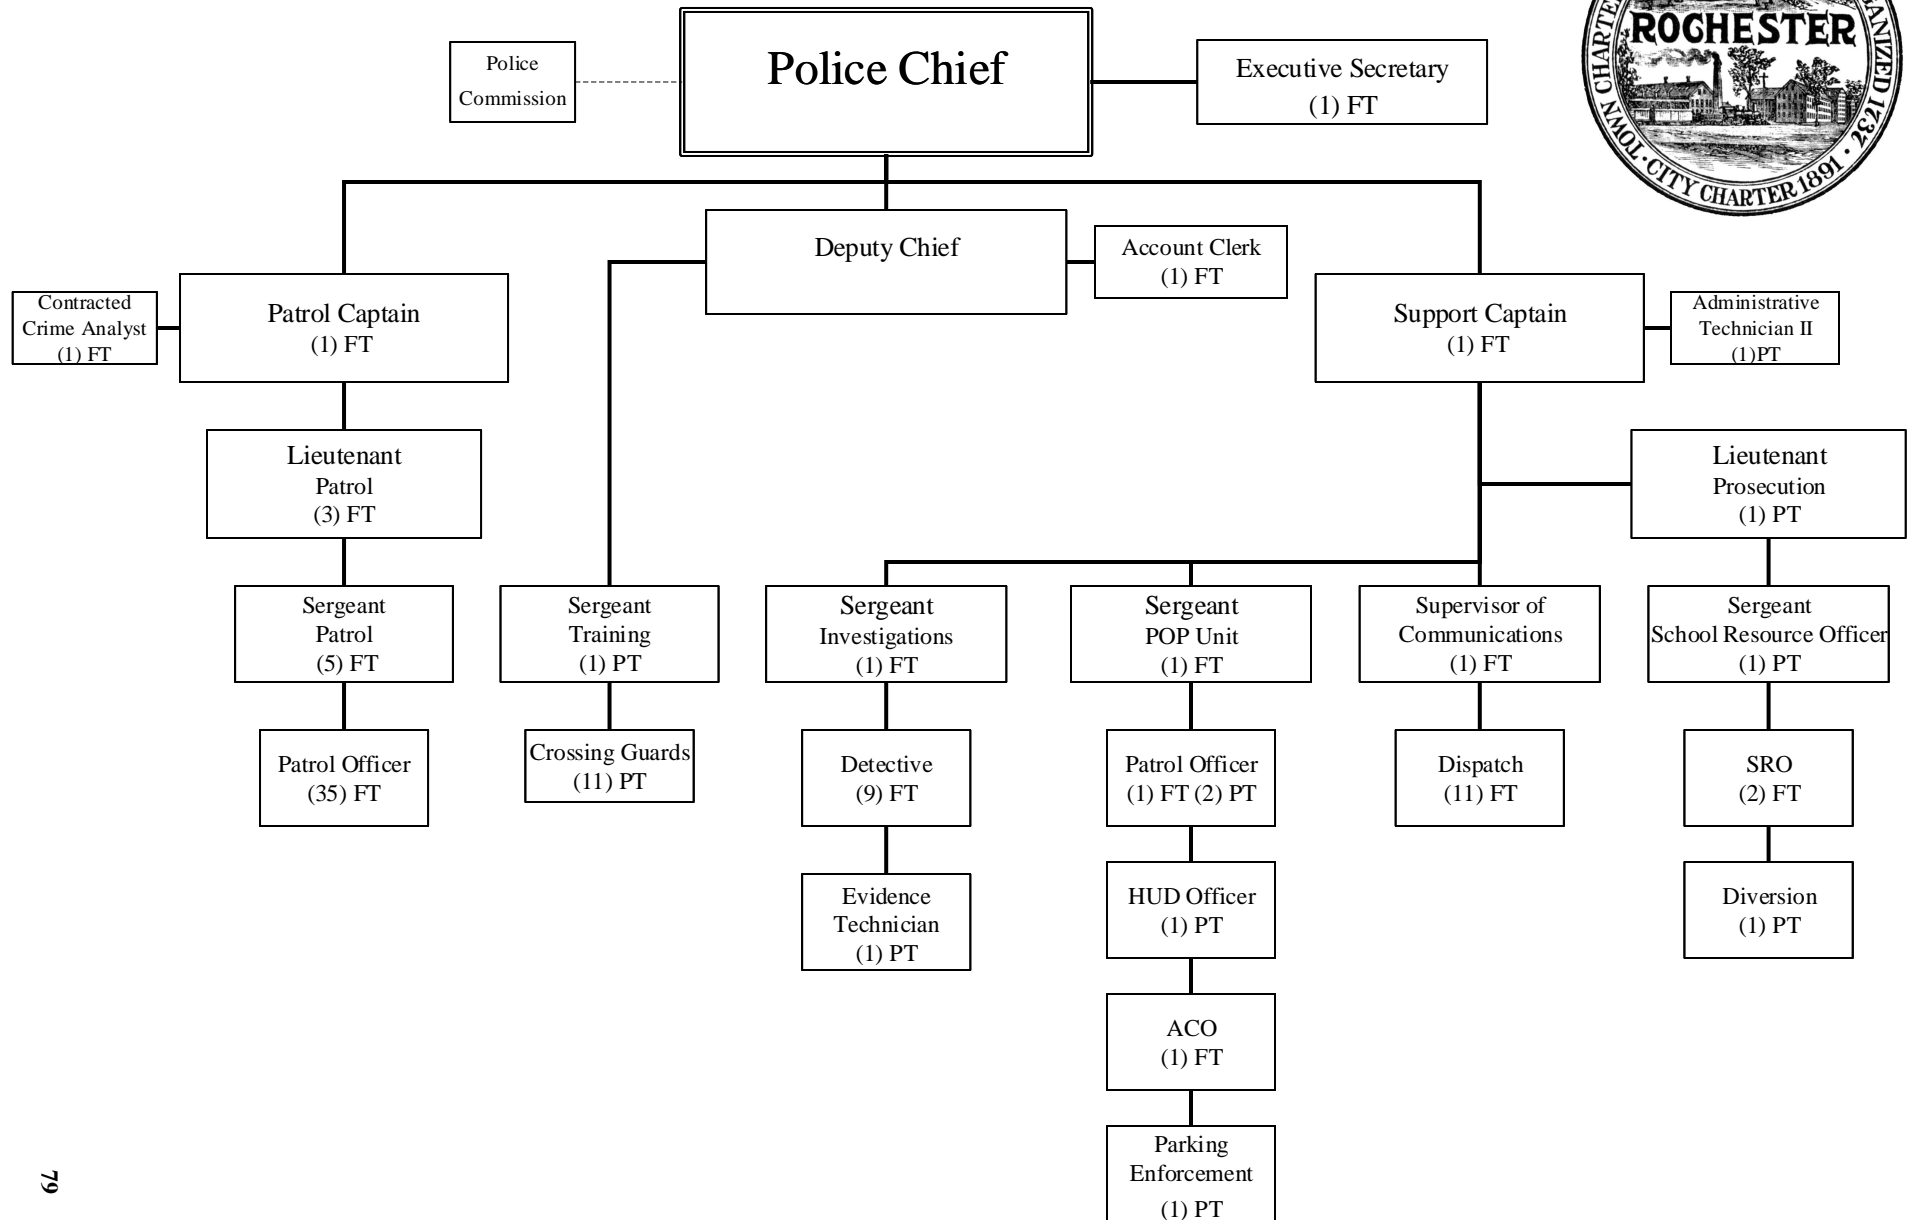 Police
Commission
Police Chief
Executive Secretary
(1) FT
ROCHESTER
TOWN CHARTER
GANIZED 1737
· CITY CHARTER 1891 ·
Deputy Chief
Account Clerk
(1) FT
Contracted
Crime Analyst
(1) FT
Patrol Captain
(1) FT
Support Captain
(1) FT
Administrative
Technician II
(1)PT
Lieutenant
Patrol
(3) FT
Lieutenant
Prosecution
(1) PT
Sergeant
Patrol
(5) FT
Sergeant
Training
(1) PT
Sergeant
Investigations
(1) FT
Sergeant
POP Unit
(1) FT
Supervisor of
Communications
(1) FT
Sergeant
School Resource Officer
(1) PT
Patrol Officer
(35) FT
Crossing Guards
(11) PT
Detective
(9) FT
Patrol Officer
(1) FT (2) PT
Dispatch
(11) FT
SRO
(2) FT
Evidence
Technician
(1) PT
HUD Officer
(1) PT
Diversion
(1) PT
ACO
(1) FT
Parking
Enforcement
(1) PT
79